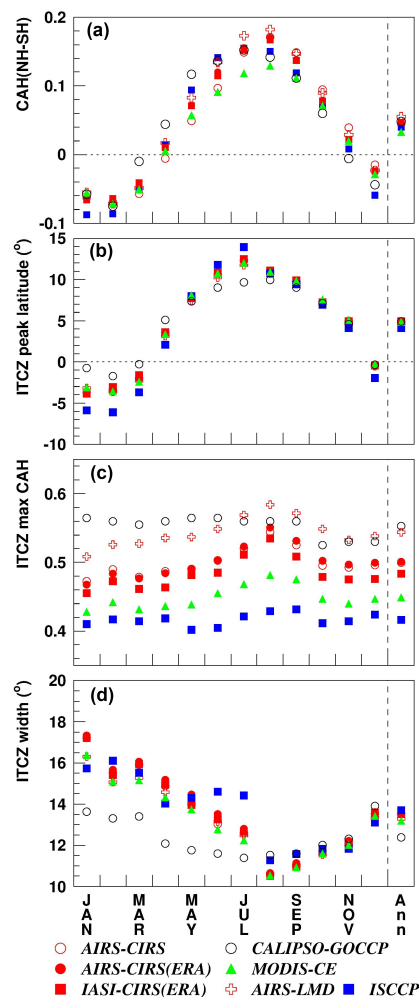 (a)
CAH(NH-SH)
0.2
0.1
0
-0.1
(b)
ITCZ peak latitude (°)
15
10
5
0
-5
-10
(c)
ITCZ max CAH
0.6
0.5
0.4
(d)
ITCZ width (°)
20
18
16
14
12
10
JAN MAR MAY JUL SEP NOV Ann
AIRS-CIRS CALIPSO-GOCCP
AIRS-CIRS(ERA) MODIS-CE
IASI-CIRS(ERA) AIRS-LMD ISCCP